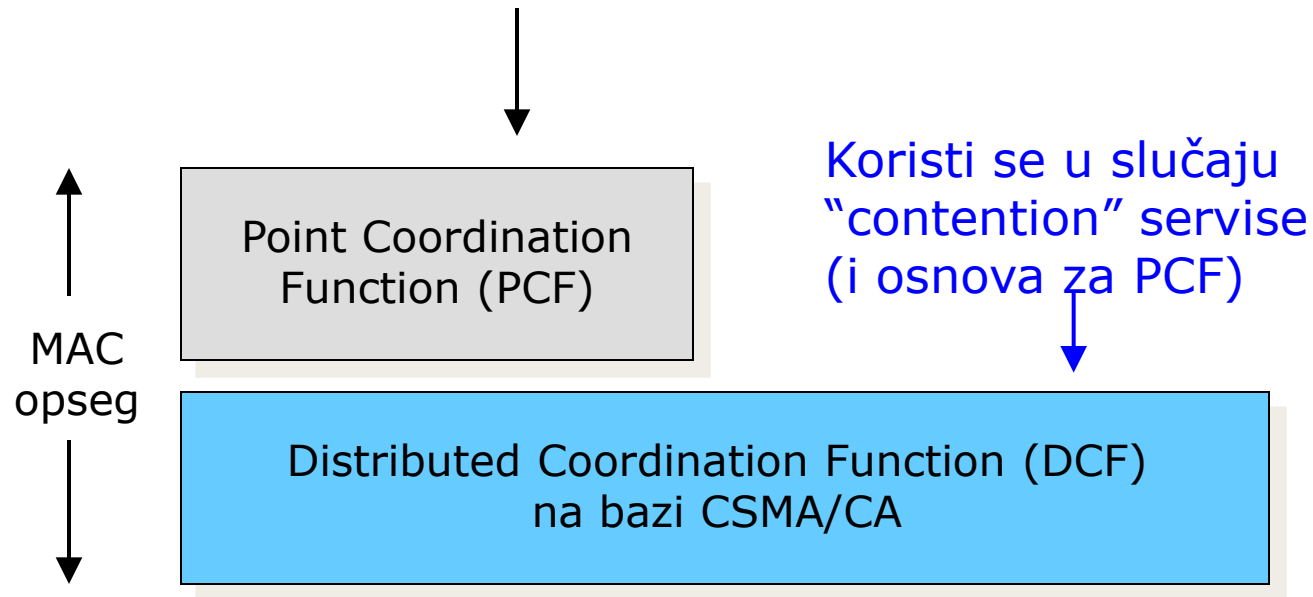 Koristi se u slučaju
“contention” servise
(i osnova za PCF)
Point Coordination
Function (PCF)
MAC
opseg
Distributed Coordination Function (DCF)
na bazi CSMA/CA